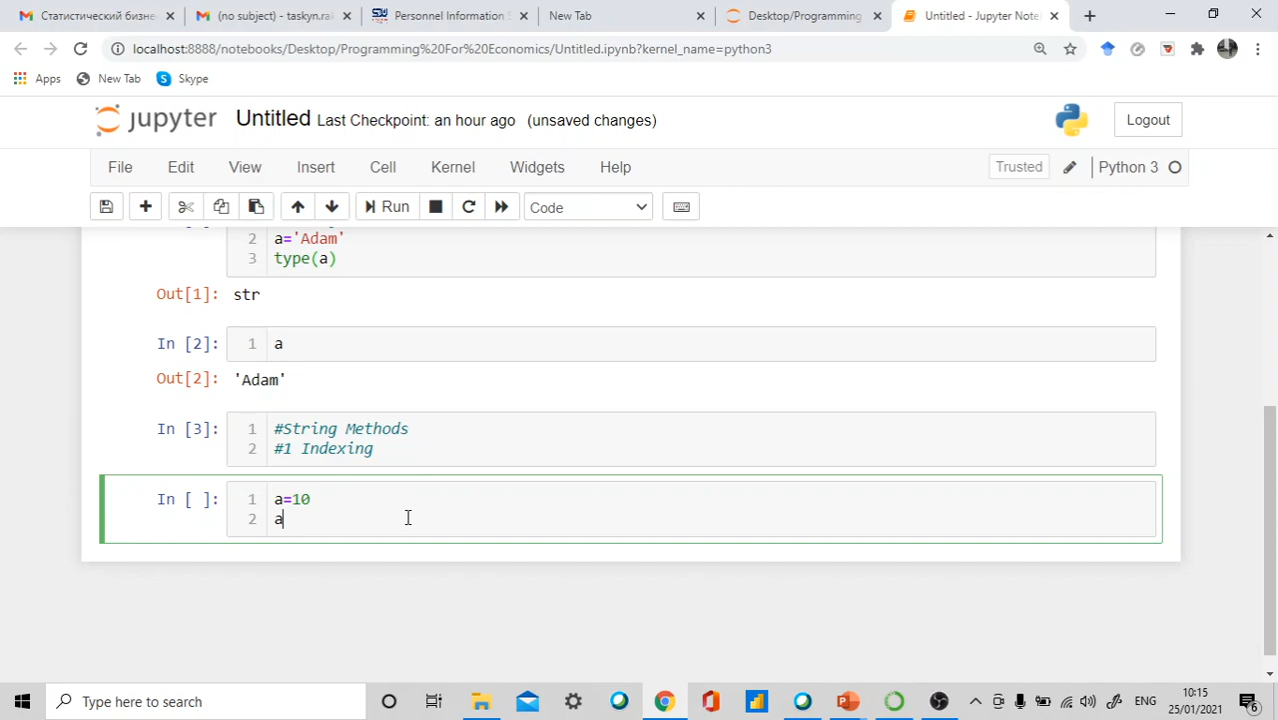 Статистический бизне
(no subject) - taskyn.rai
Personnel Information S
New Tab
Desktop/Programming
Untitled - Jupyter Note
localhost:8888/notebooks/Desktop/Programming%20For%20Economics/Untitled.ipynb?kernel_name=python3
Apps New Tab Skype
jupyter Untitled Last Checkpoint: an hour ago (unsaved changes) Logout
File Edit View Insert Cell Kernel Widgets Help Trusted Python 3
Run Code
2 a='Adam'
3 type(a)
Out[1]: str
In [2]: 1 a
Out[2]: 'Adam'
In [3]: 1 #String Methods
2 #1 Indexing
In [ ]: 1 a=10
2 a
Type here to search ENG 10:15
25/01/2021 6